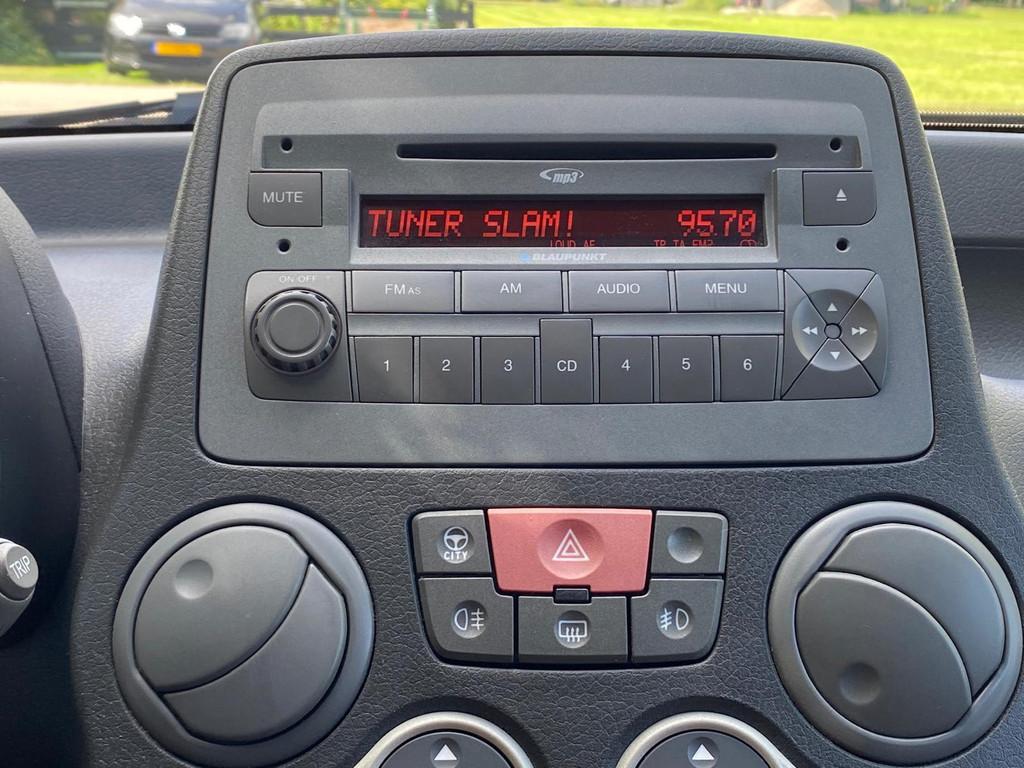 mp3
MUTE
TUNER SLAM! 95.70
LOUD AF TP TA FM2 CD
BLAUPUNKT
ON OFF
FM AS AM AUDIO MENU
1 2 3 CD 4 5 6
CITY
TRIP